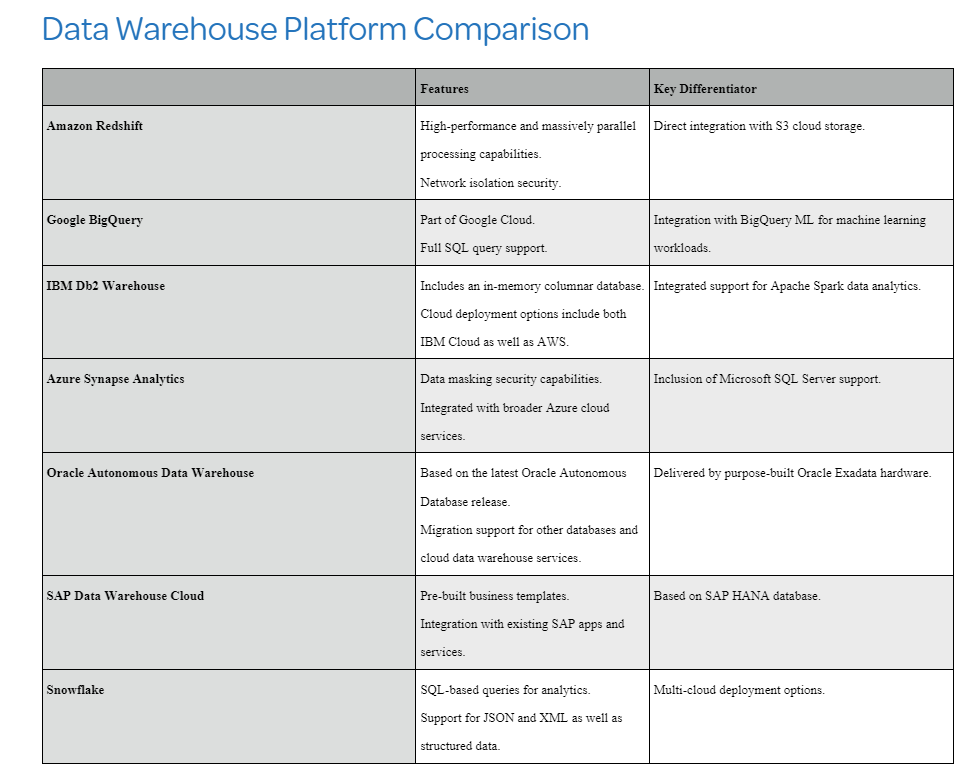 Data Warehouse Platform Comparison
Features
Key Differentiator
Amazon Redshift
High-performance and massively parallel
processing capabilities.
Network isolation security.
Direct integration with S3 cloud storage.
Google BigQuery
Part of Google Cloud.
Full SQL query support.
Integration with BigQuery ML for machine learning
workloads.
IBM Db2 Warehouse
Includes an in-memory columnar database.
Cloud deployment options include both
IBM Cloud as well as AWS.
Integrated support for Apache Spark data analytics.
Azure Synapse Analytics
Data masking security capabilities.
Integrated with broader Azure cloud
services.
Inclusion of Microsoft SQL Server support.
Oracle Autonomous Data Warehouse
Based on the latest Oracle Autonomous
Database release.
Migration support for other databases and
cloud data warehouse services.
Delivered by purpose-built Oracle Exadata hardware.
SAP Data Warehouse Cloud
Pre-built business templates.
Integration with existing SAP apps and
services.
Based on SAP HANA database.
Snowflake
SQL-based queries for analytics.
Support for JSON and XML as well as
structured data.
Multi-cloud deployment options.